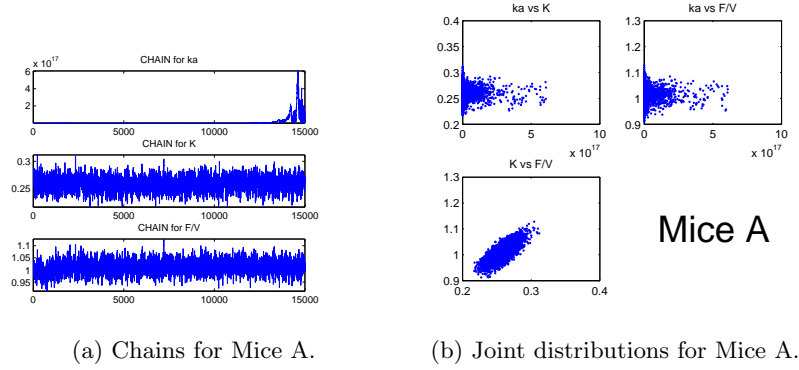 CHAIN for ka
x 10^17
6
4
2
0 5000 10000 15000
CHAIN for K
0.3
0.25
0 5000 10000 15000
CHAIN for F/V
1.1
1.05
1
0.95
0 5000 10000 15000
(a) Chains for Mice A.
ka vs K
0.4
0.35
0.3
0.25
0.2
0 5 10
x 10^17
ka vs F/V
1.3
1.2
1.1
1
0.9
0 5 10
x 10^17
K vs F/V
1.3
1.2
1.1
1
0.9
0.2 0.3 0.4
Mice A
(b) Joint distributions for Mice A.